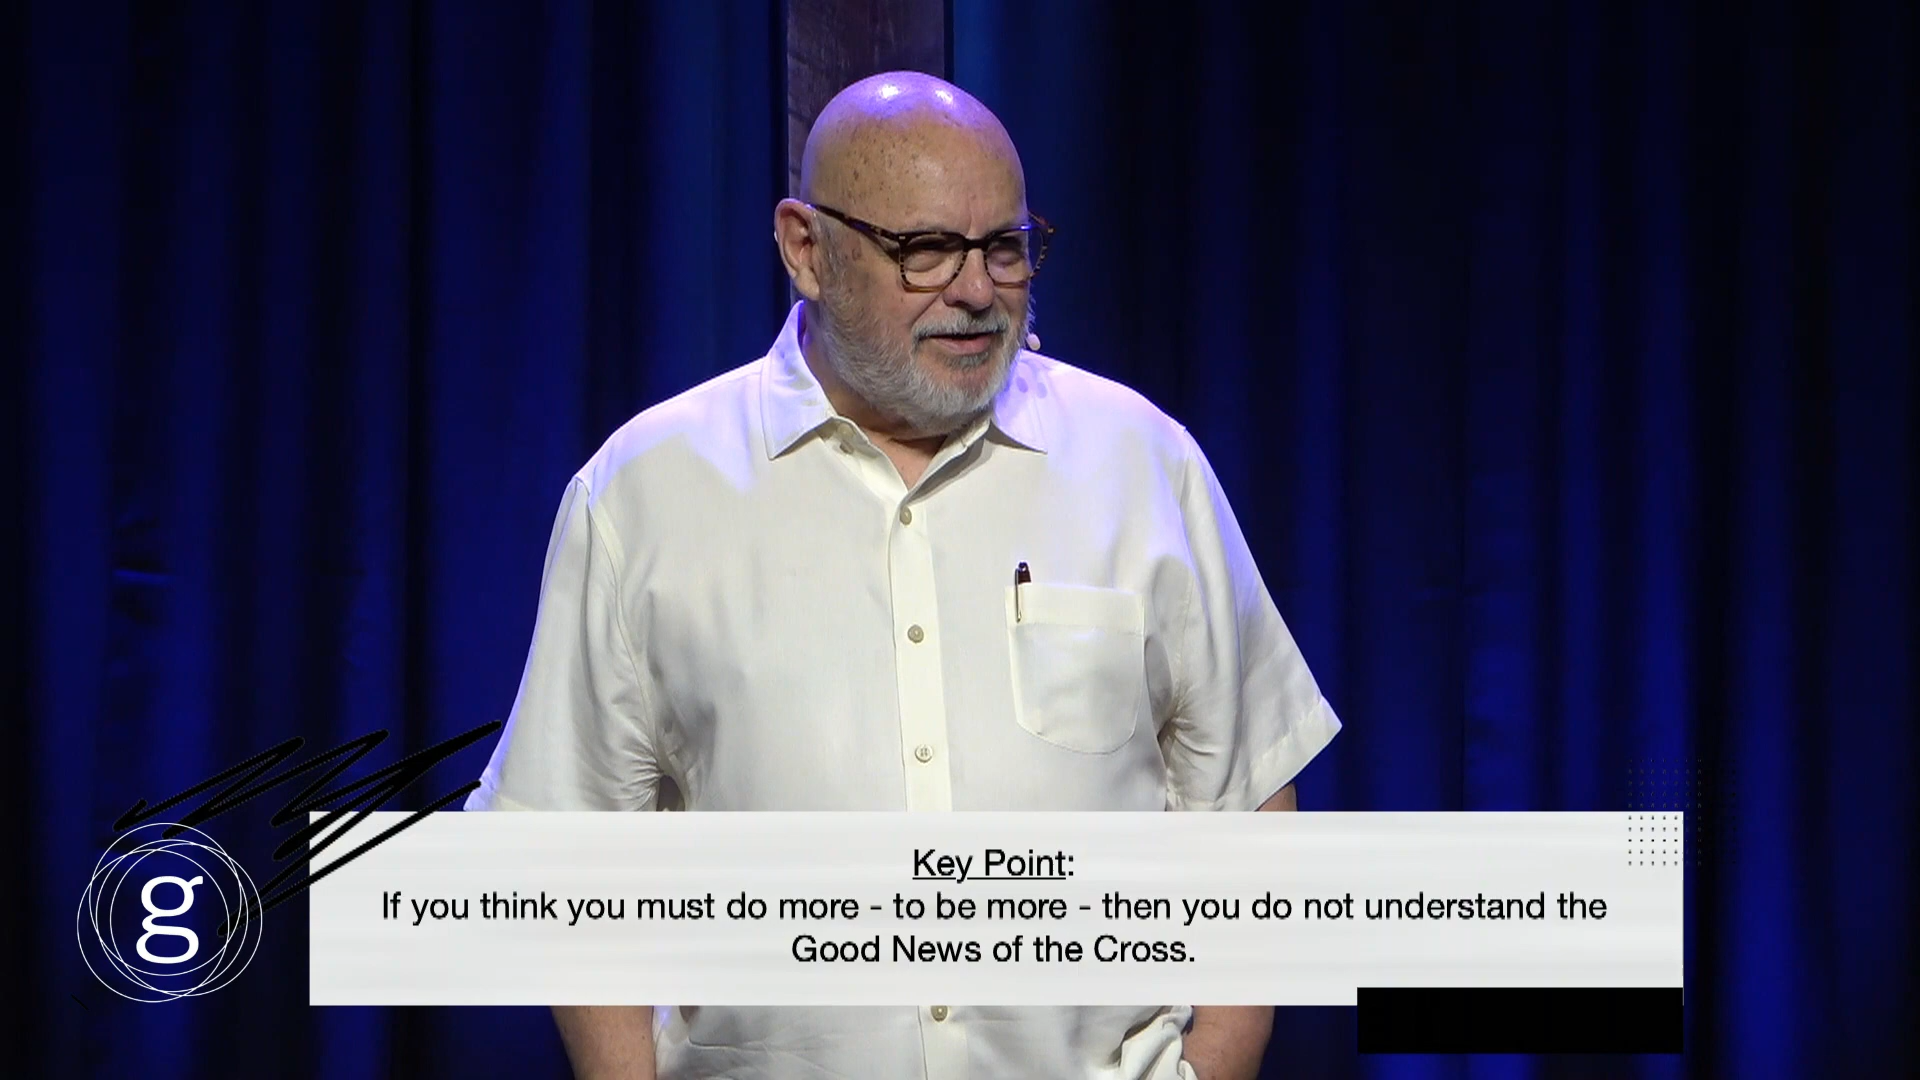 Key Point:
If you think you must do more - to be more - then you do not understand the
Good News of the Cross.
g